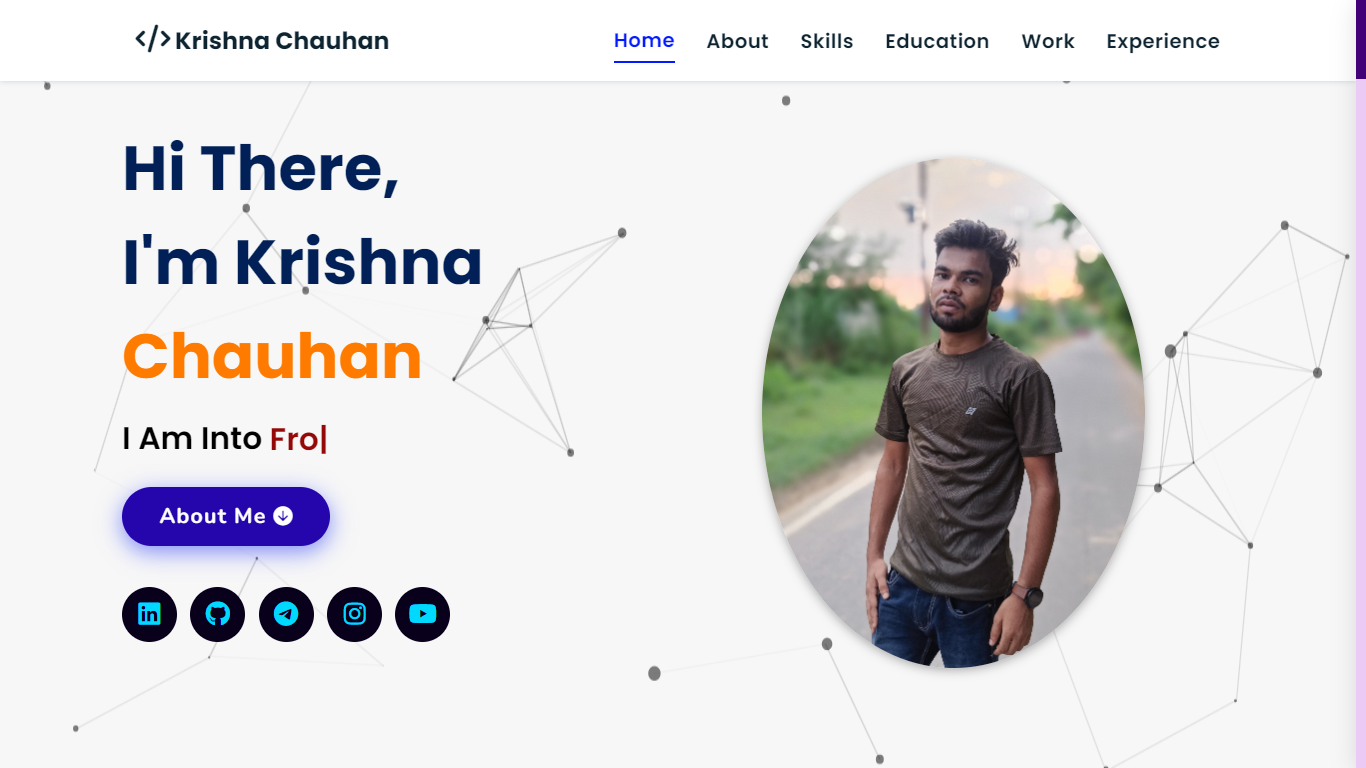 </> Krishna Chauhan
Home About Skills Education Work Experience
Hi There,
I'm Krishna
Chauhan
I Am Into Fro|
About Me